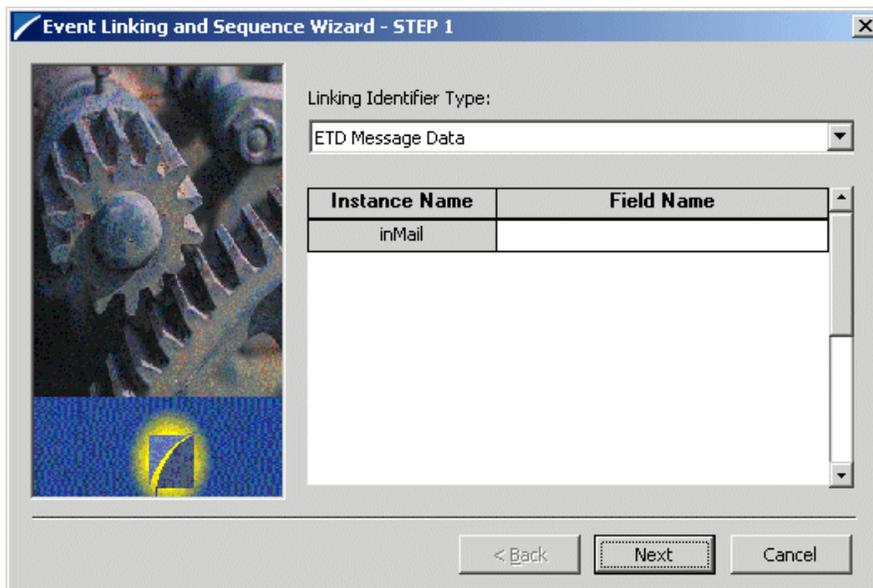 Event Linking and Sequence Wizard - STEP 1
Linking Identifier Type:
ETD Message Data
Instance Name Field Name
inMail
< Back Next Cancel